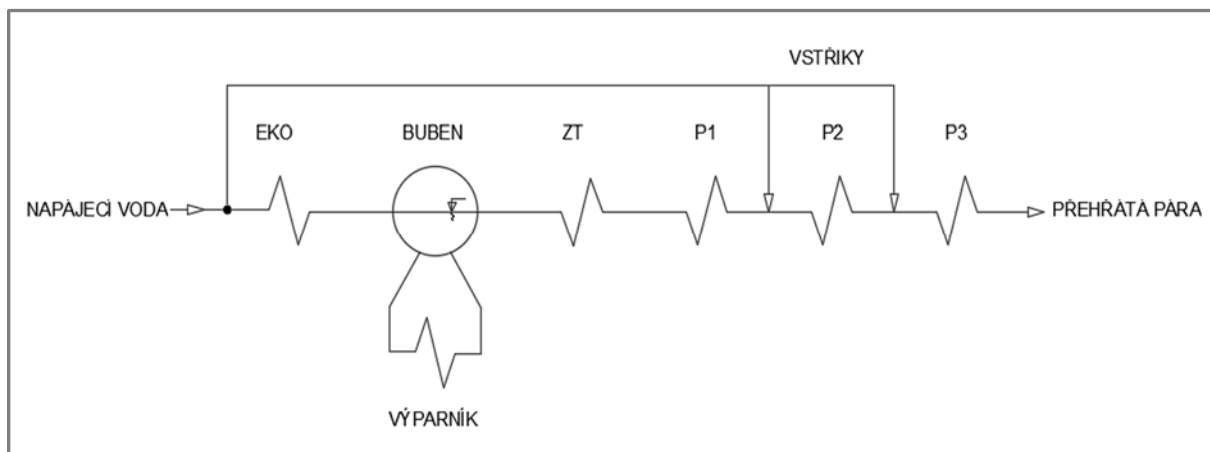 VSTŘIKY
EKO
BUBEN
ZT
P1
P2
P3
NAPÁJECÍ VODA
PŘEHŘÁTÁ PÁRA
VÝPARNÍK